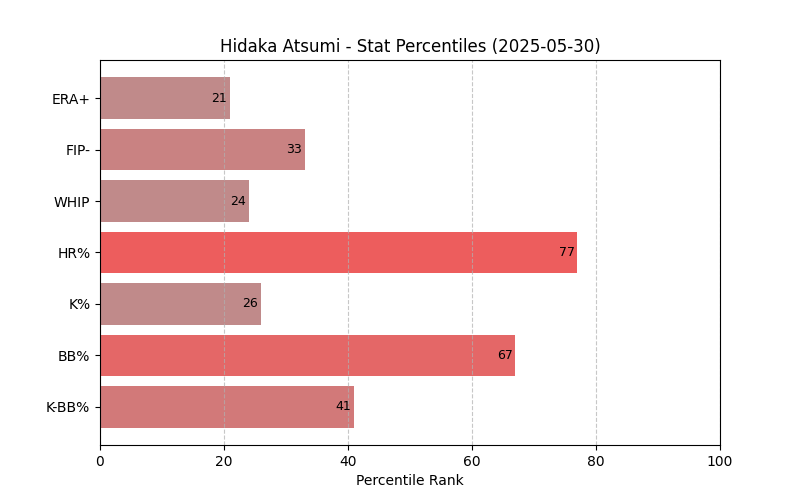 Hidaka Atsumi - Stat Percentiles (2025-05-30)
ERA+ 21
FIP- 33
WHIP 24
HR% 77
K% 26
BB% 67
K-BB% 41
0 20 40 60 80 100
Percentile Rank